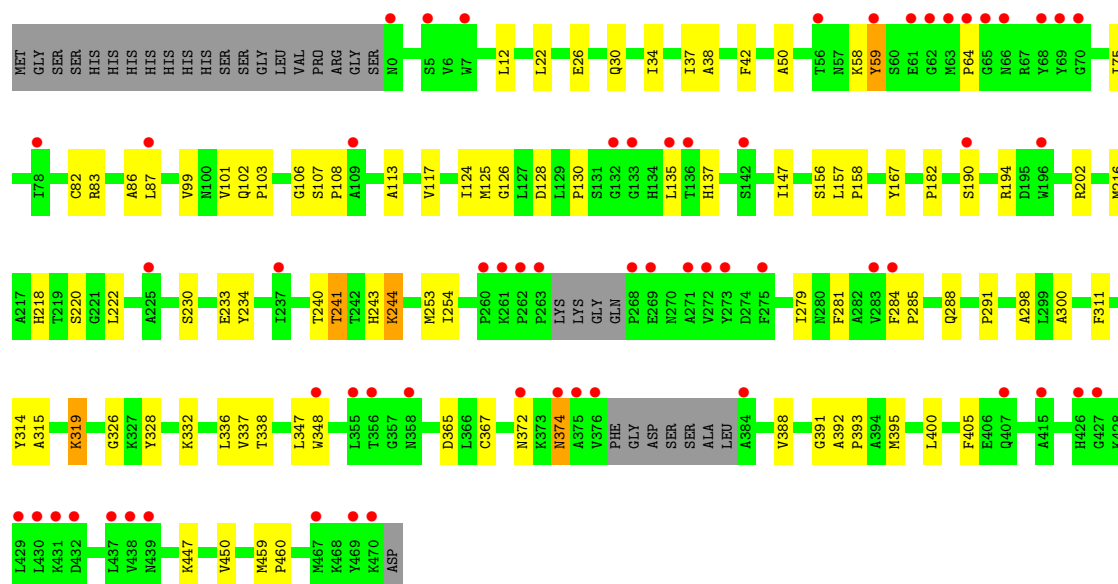 MET GLY SER SER HIS HIS HIS HIS HIS HIS SER SER GLY LEU VAL PRO ARG GLY SER N0 S5 V6 W7 L12 L22 E26 Q30 I34 I37 A38 F42 A50 T56 N57 K58 Y59 S60 E61 G62 M63 P64 G65 N66 R67 Y68 Y69 G70 I75
I78 C82 R83 A86 L87 V99 N100 V101 Q102 P103 G106 S107 P108 A109 A113 V117 I124 M125 G126 L127 D128 L129 P130 S131 G132 G133 H134 L135 T136 H137 S142 I147 S156 L157 P158 Y167 P182 S190 R194 D195 W196 R202 M216
A217 H218 T219 S220 G221 L222 A225 S230 E233 Y234 I237 T240 T241 T242 H243 K244 M253 I254 P260 K261 P262 P263 LYS LYS GLY GLN P268 E269 N270 A271 V272 Y273 D274 F275 I279 N280 F281 A282 V283 F284 P285 Q288 P291 A298 L299 A300 F311
Y314 A315 K319 G326 K327 Y328 K332 L336 V337 T338 L347 W348 L355 T356 G357 N358 D365 L366 C367 N372 K373 N374 A375 V376 PHE GLY ASP SER SER ALA LEU A384 V388 G391 A392 P393 A394 M395 L400 F405 E406 Q407 A415 H426 G427 K428
L429 L430 K431 D432 L437 V438 N439 K447 V450 M459 P460 M467 K468 Y469 K470 ASP